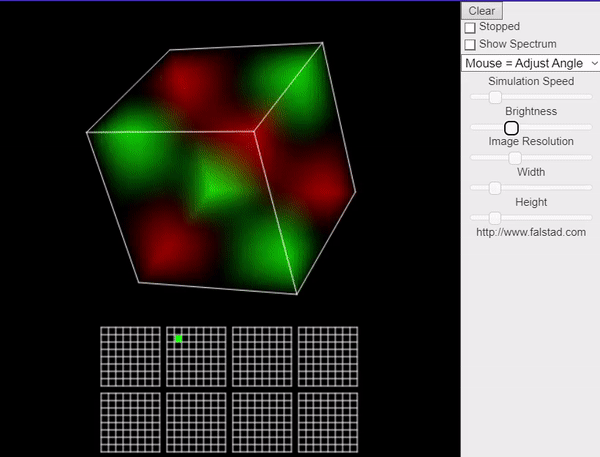 Clear
Stopped
Show Spectrum
Mouse = Adjust Angle
Simulation Speed
Brightness
Image Resolution
Width
Height
http://www.falstad.com